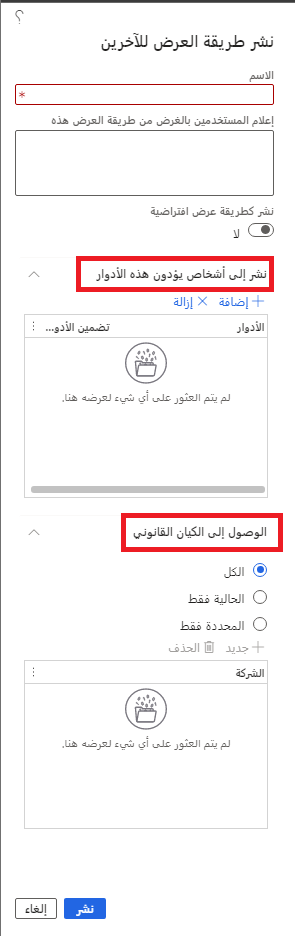 ؟
نشر طريقة العرض للآخرين
الاسم
*
إعلام المستخدمين بالغرض من طريقة العرض هذه
نشر كطريقة عرض افتراضية
لا
نشر إلى أشخاص يؤدون هذه الأدوار
إضافة إزالة
الأدوار تضمين الأدو...
لم يتم العثور على أي شيء لعرضه هنا.
الوصول إلى الكيان القانوني
الكل
الحالية فقط
المحددة فقط
جديد الحذف
الشركة
لم يتم العثور على أي شيء لعرضه هنا.
نشر إلغاء